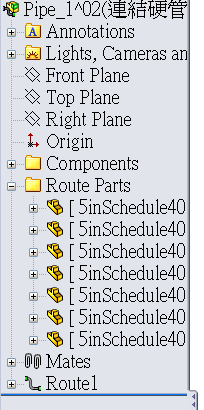 Pipe_1^02(連結硬管
Annotations
Lights, Cameras an
Front Plane
Top Plane
Right Plane
Origin
Components
Route Parts
[ 5inSchedule40
[ 5inSchedule40
[ 5inSchedule40
[ 5inSchedule40
[ 5inSchedule40
[ 5inSchedule40
[ 5inSchedule40
Mates
Route1